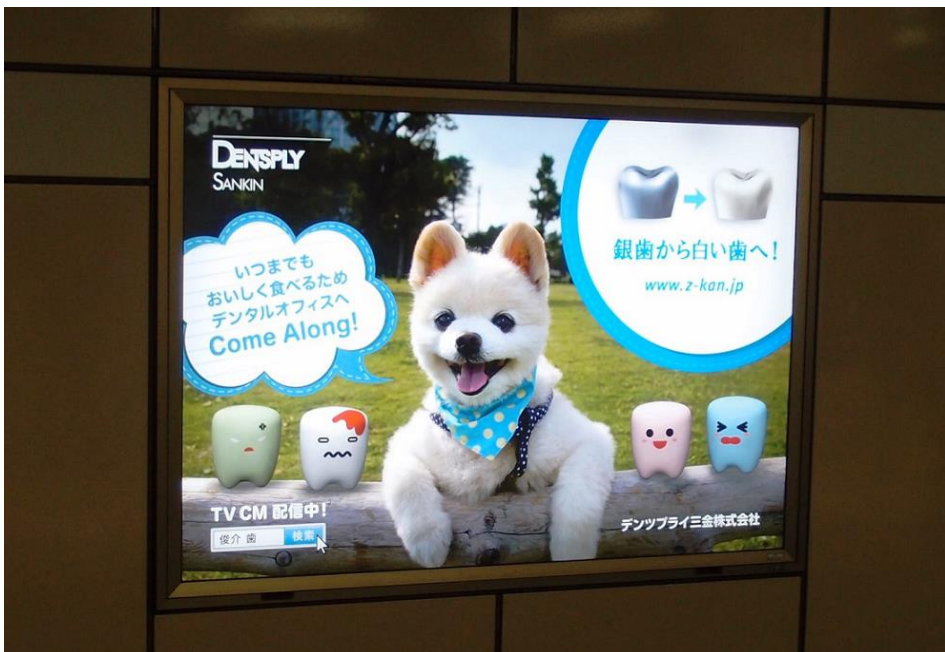 DENTSPLY
SANKIN
いつまでも
おいしく食べるため
デンタルオフィスへ
Come Along!
銀歯から白い歯へ!
www.z-kan.jp
TV CM 配信中!
俊介 歯 検索
デンツプライ三金株式会社